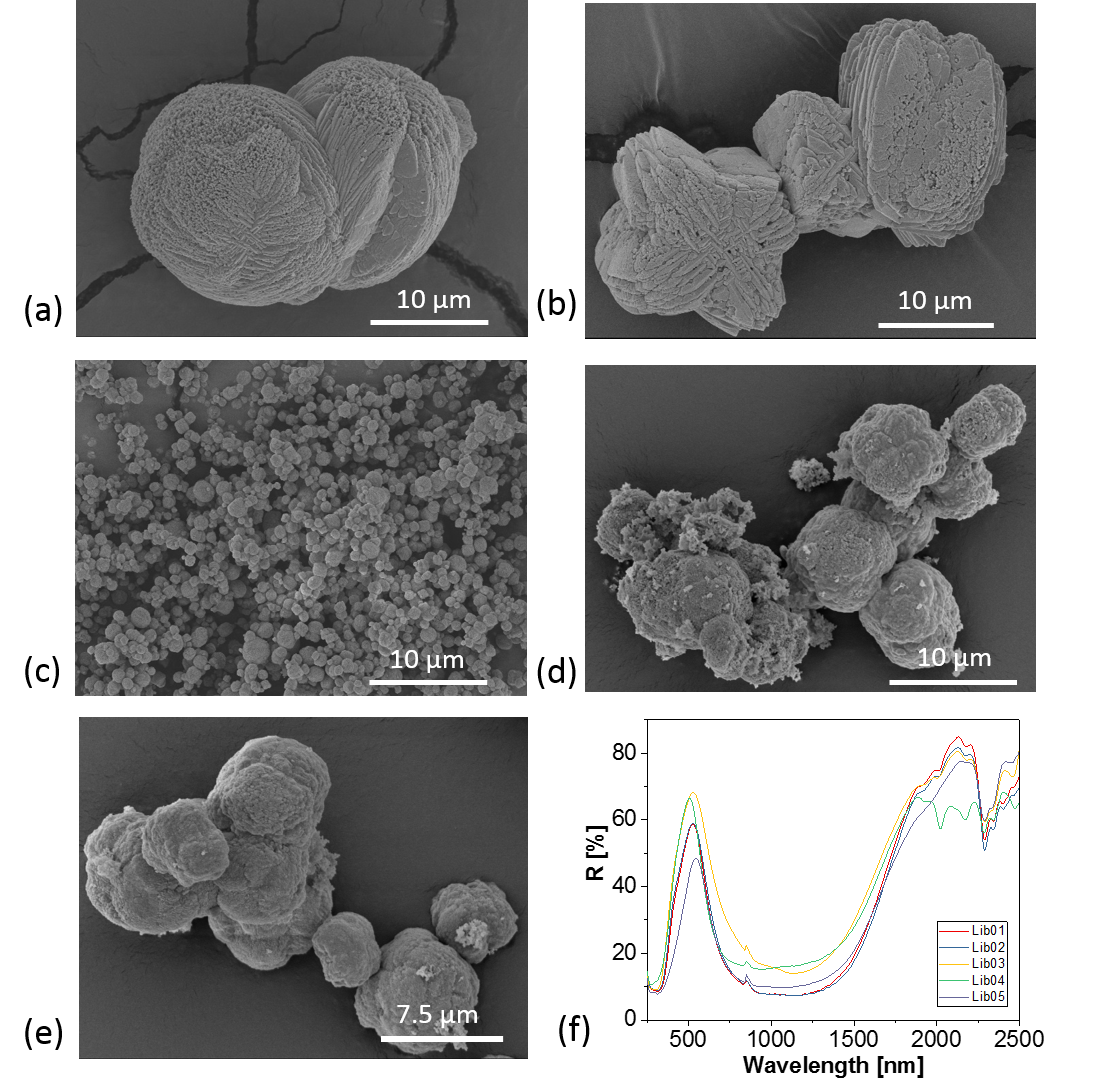 (a)
10 µm
(b)
10 µm
(c)
10 µm
(d)
10 µm
(e)
7.5 µm
(f)
R [%]
80
60
40
20
0
Lib01
Lib02
Lib03
Lib04
Lib05
500 1000 1500 2000 2500
Wavelength [nm]